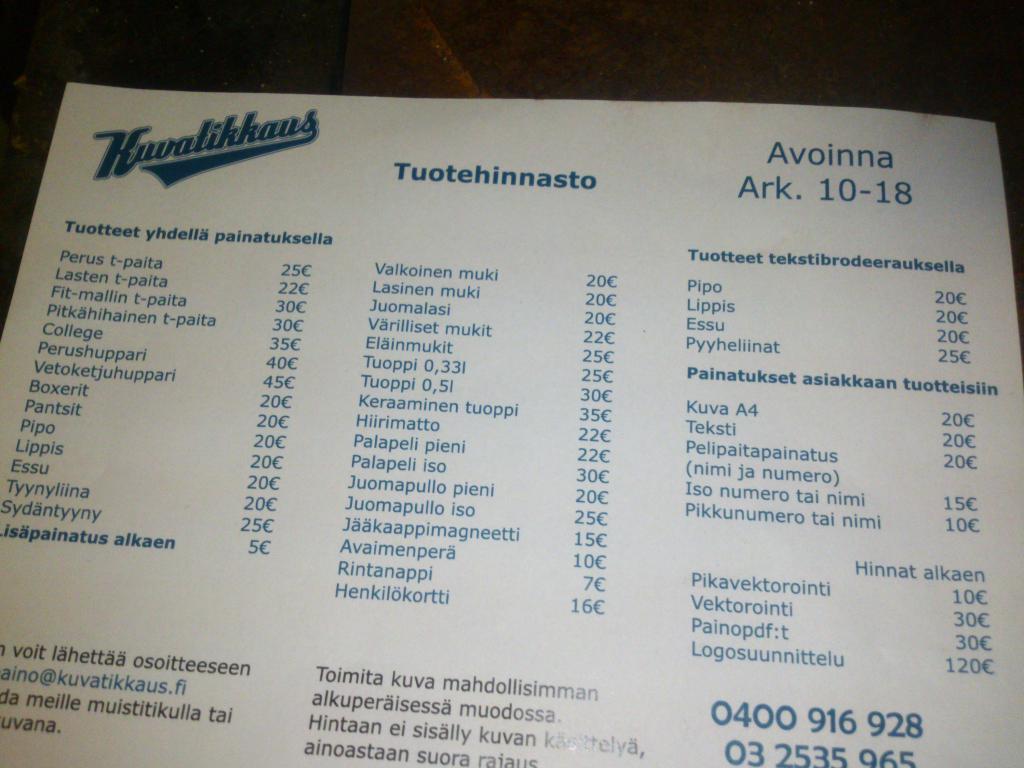 Kuvatikkaus
Tuotehinnasto
Avoinna
Ark. 10-18
Tuotteet yhdellä painatuksella
Perus t-paita 25€
Lasten t-paita 22€
Fit-mallin t-paita 30€
Pitkähihainen t-paita 30€
College 35€
Perushuppari 40€
Vetoketjuhuppari 45€
Boxerit 20€
Pantsit 20€
Pipo 20€
Lippis 20€
Essu 20€
Tyynyliina 20€
Sydäntyyny 25€
Lisäpainatus alkaen 5€
Valkoinen muki 20€
Lasinen muki 20€
Juomalasi 20€
Värilliset mukit 22€
Eläinmukit 25€
Tuoppi 0,33l 25€
Tuoppi 0,5l 30€
Keraaminen tuoppi 35€
Hiirimatto 22€
Palapeli pieni 22€
Palapeli iso 30€
Juomapullo pieni 20€
Juomapullo iso 25€
Jääkaappimagneetti 15€
Avaimenperä 10€
Rintanappi 7€
Henkilökortti 16€
Tuotteet tekstibrodeerauksella
Pipo 20€
Lippis 20€
Essu 20€
Pyyheliinat 25€
Painatukset asiakkaan tuotteisiin
Kuva A4 20€
Teksti 20€
Pelipaitapainatus 20€
(nimi ja numero)
Iso numero tai nimi 15€
Pikkunumero tai nimi 10€
Hinnat alkaen
Pikavektorointi 10€
Vektorointi 30€
Painopdf:t 30€
Logosuunnittelu 120€
n voit lähettää osoitteeseen
aino@kuvatikkaus.fi
da meille muistitikulla tai
uvana.
Toimita kuva mahdollisimman
alkuperäisessä muodossa.
Hintaan ei sisälly kuvan käsittelyä,
ainoastaan suora rajaus
0400 916 928
03 2535 965